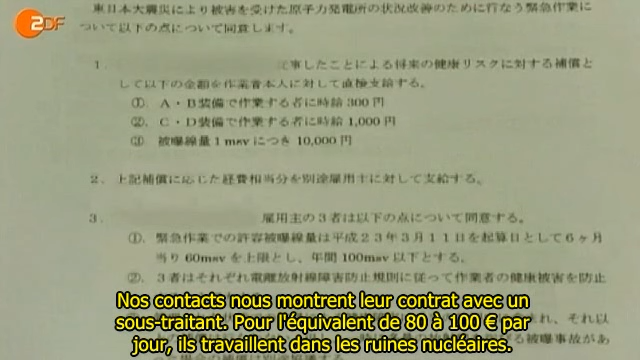 ZDF
東日本大震災により被害を受けた原子力発電所の状況改善のために行なう緊急作業に
ついて以下の点について同意します。
1.
従事したことによる将来の健康リスクに対する補償と
して以下の金額を作業者本人に対して直接支給する。
①．A・B装備で作業する者に時給300円
②．C・D装備で作業する者に時給1,000円
③．被曝線量1msvにつき10,000円
2．上記補償に応じた経費相当分を別途雇用主に対して支給する。
3．
雇用主の3者は以下の点について同意する。
①．緊急作業での許容被曝線量は平成23年3月11日を起算日として6ヶ月
当り60msvを上限とし、年間100msv以下とする。
②．3者はそれぞれ電離放射線障害防止規則に従って作業者の健康被害を防止
Nos contacts nous montrent leur contrat avec un
sous-traitant. Pour l'équivalent de 80 à 100 € par
jour, ils travaillent dans les ruines nucléaires.